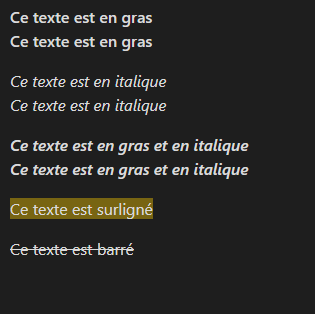 Ce texte est en gras
Ce texte est en gras
Ce texte est en italique
Ce texte est en italique
Ce texte est en gras et en italique
Ce texte est en gras et en italique
Ce texte est surligné
Ce texte est barré